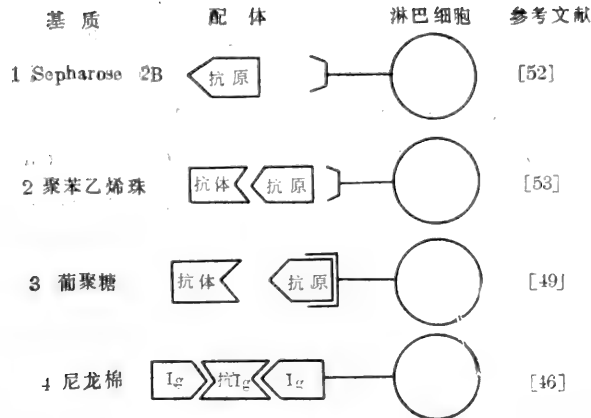 基质 配体 淋巴细胞 参考文献
1 Sepharose 2B 抗原 [52]
2 聚苯乙烯珠 抗体 抗原 [53]
3 葡聚糖 抗体 抗原 [49]
4 尼龙棉 Ig 抗Ig Ig [46]